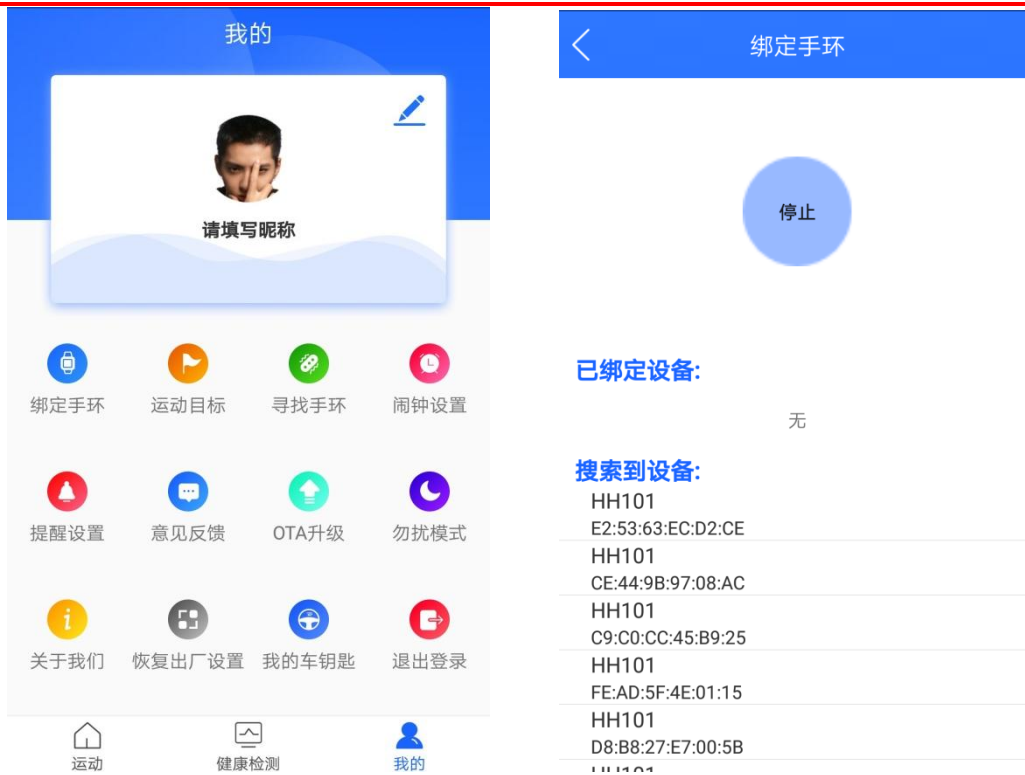 我的
请填写昵称
绑定手环 运动目标 寻找手环 闹钟设置
提醒设置 意见反馈 OTA升级 勿扰模式
关于我们 恢复出厂设置 我的车钥匙 退出登录
运动 健康检测 我的
绑定手环
停止
已绑定设备:
无
搜索到设备:
HH101
E2:53:63:EC:D2:CE
HH101
CE:44:9B:97:08:AC
HH101
C9:C0:CC:45:B9:25
HH101
FE:AD:5F:4E:01:15
HH101
D8:B8:27:E7:00:5B
HH101